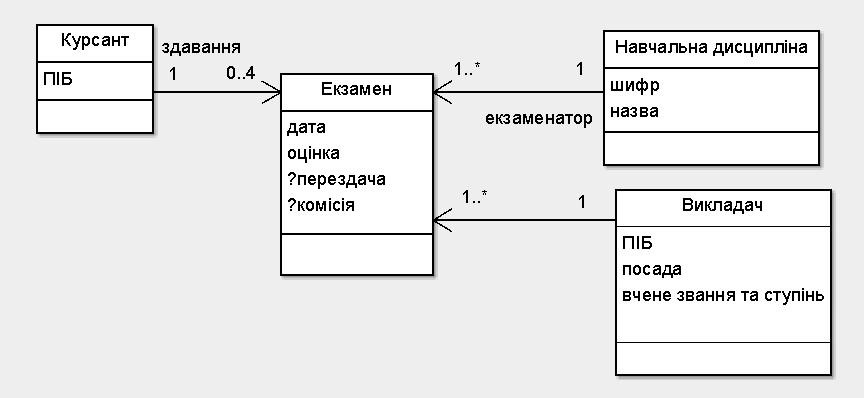 Курсант
ПІБ
здавання
1
0..4
Екзамен
дата
оцінка
?перездача
?комісія
1..*
1
екзаменатор
Навчальна дисципліна
шифр
назва
1..*
1
Викладач
ПІБ
посада
вчене звання та ступінь